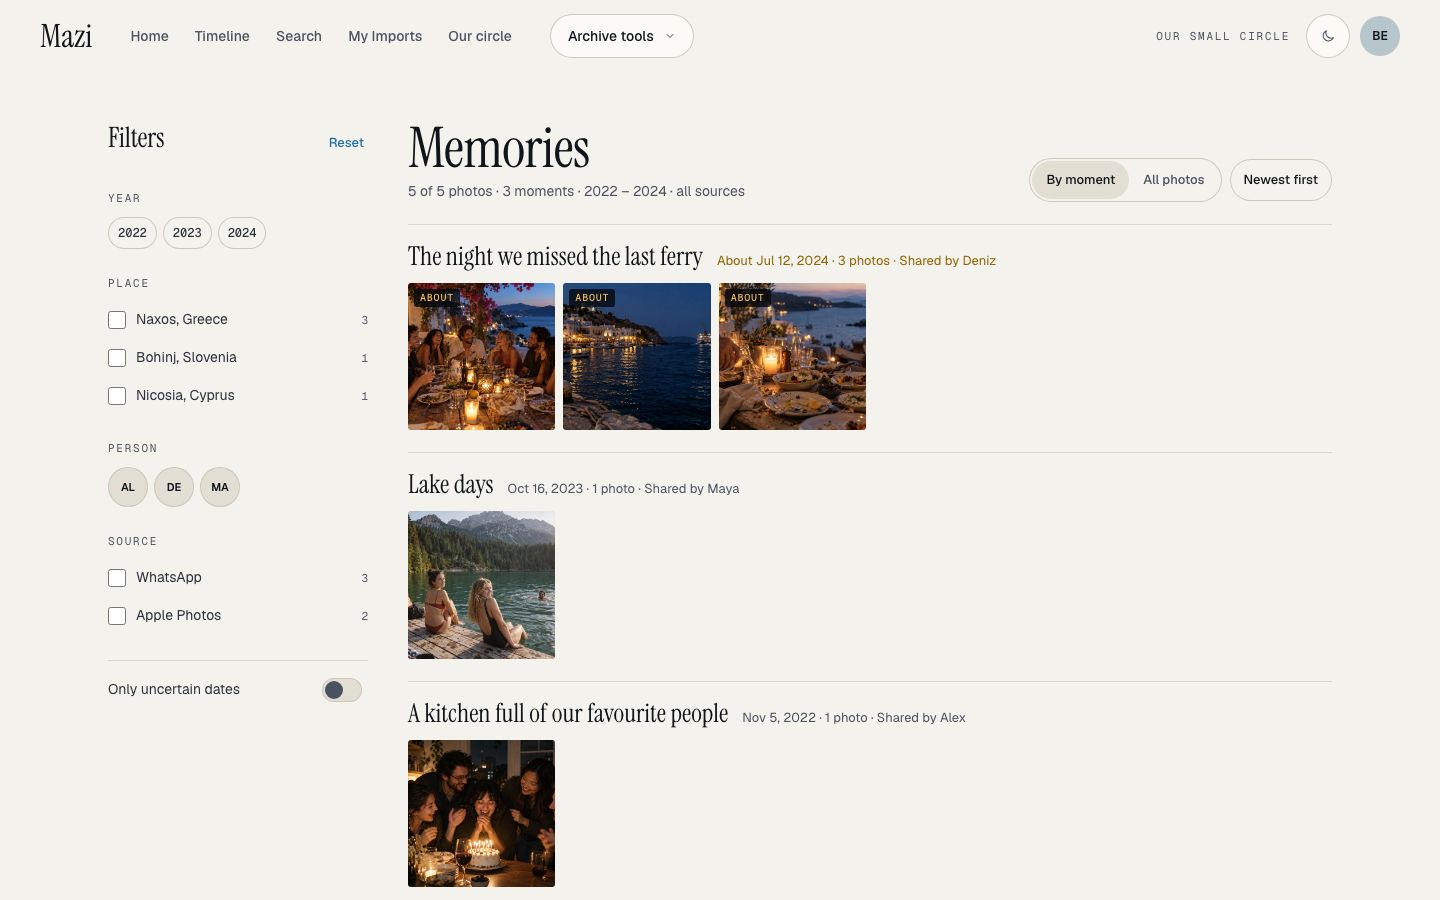 Mazi
Home
Timeline
Search
My Imports
Our circle
Archive tools
OUR SMALL CIRCLE
BE
Filters
Reset
YEAR
2022
2023
2024
PLACE
Naxos, Greece 3
Bohinj, Slovenia 1
Nicosia, Cyprus 1
PERSON
AL
DE
MA
SOURCE
WhatsApp 3
Apple Photos 2
Only uncertain dates
Memories
5 of 5 photos · 3 moments · 2022 – 2024 · all sources
By moment
All photos
Newest first
The night we missed the last ferry About Jul 12, 2024 · 3 photos · Shared by Deniz
ABOUT
ABOUT
ABOUT
Lake days Oct 16, 2023 · 1 photo · Shared by Maya
A kitchen full of our favourite people Nov 5, 2022 · 1 photo · Shared by Alex